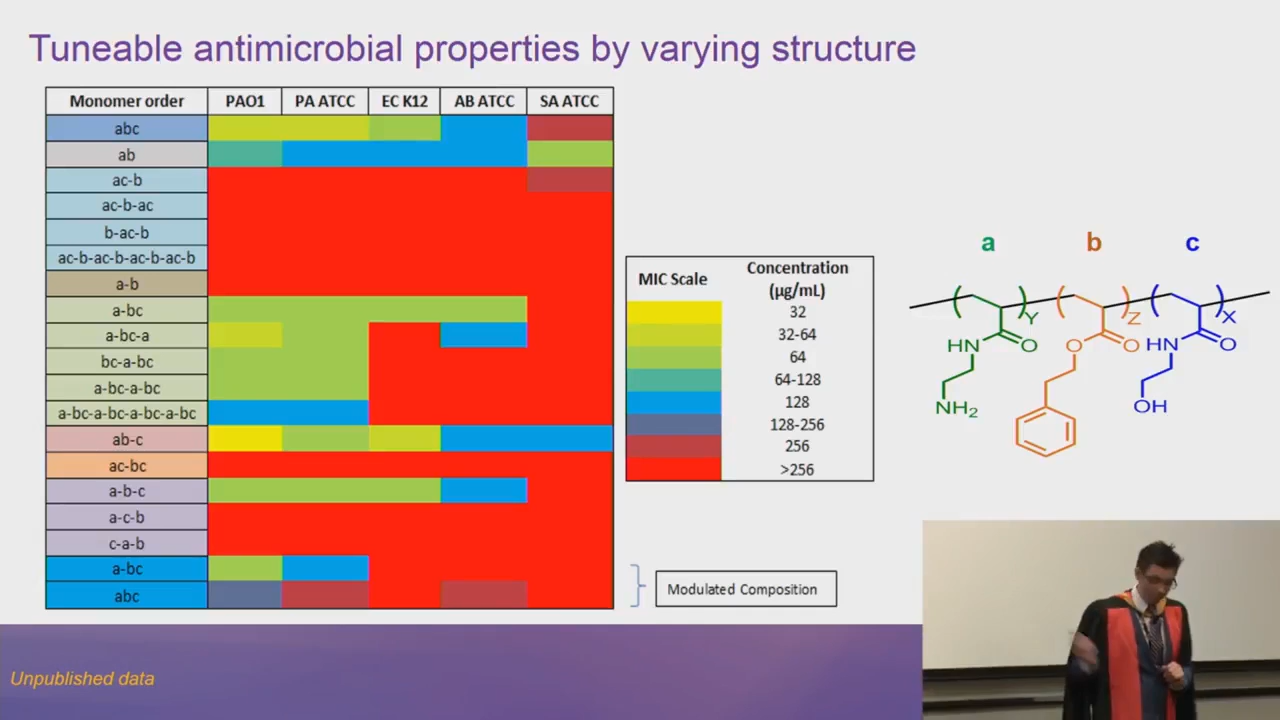 Tuneable antimicrobial properties by varying structure
Monomer order PAO1 PA ATCC EC K12 AB ATCC SA ATCC
abc
ab
ac-b
ac-b-ac
b-ac-b
ac-b-ac-b-ac-b-ac-b
a-b
a-bc
a-bc-a
bc-a-bc
a-bc-a-bc
a-bc-a-bc-a-bc-a-bc
ab-c
ac-bc
a-b-c
a-c-b
c-a-b
a-bc
abc
MIC Scale Concentration
(µg/mL)
32
32-64
64
64-128
128
128-256
256
>256
Modulated Composition
a b c
Y Z X
HN O O O HN O
NH2 OH
Unpublished data